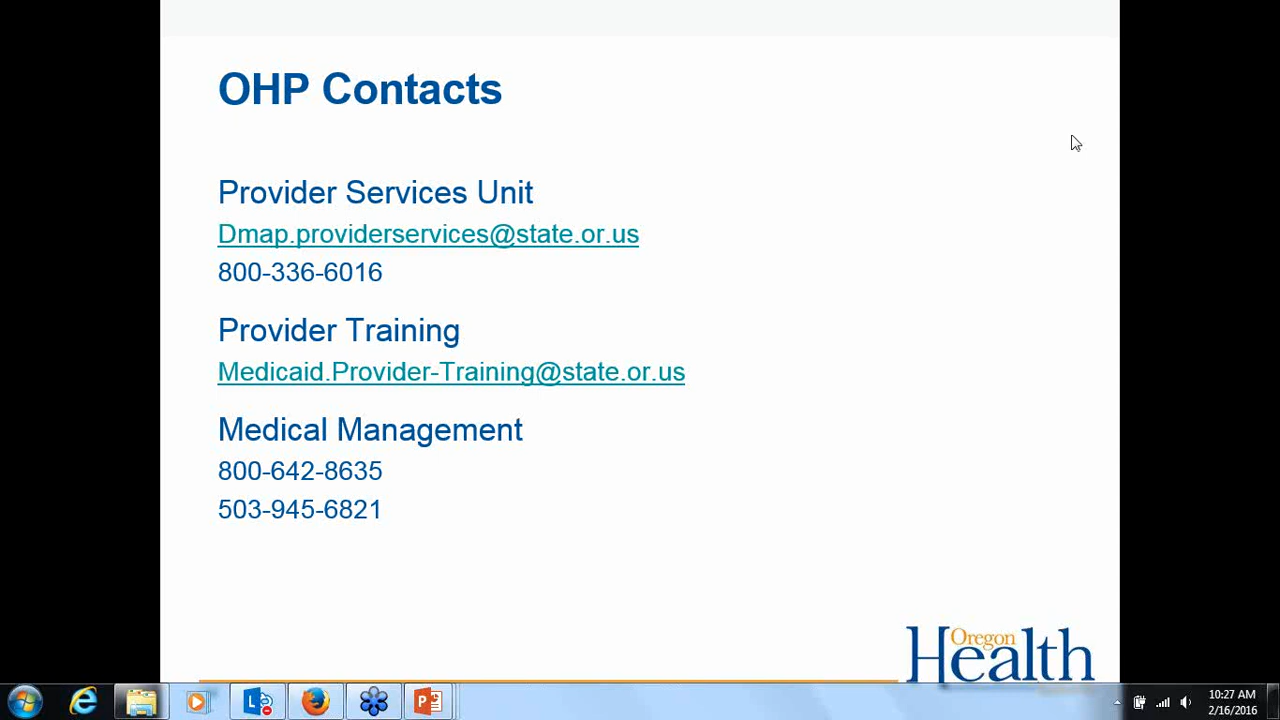 OHP Contacts
Provider Services Unit
Dmap.providerservices@state.or.us
800-336-6016
Provider Training
Medicaid.Provider-Training@state.or.us
Medical Management
800-642-8635
503-945-6821
Oregon
Health
10:27 AM
2/16/2016